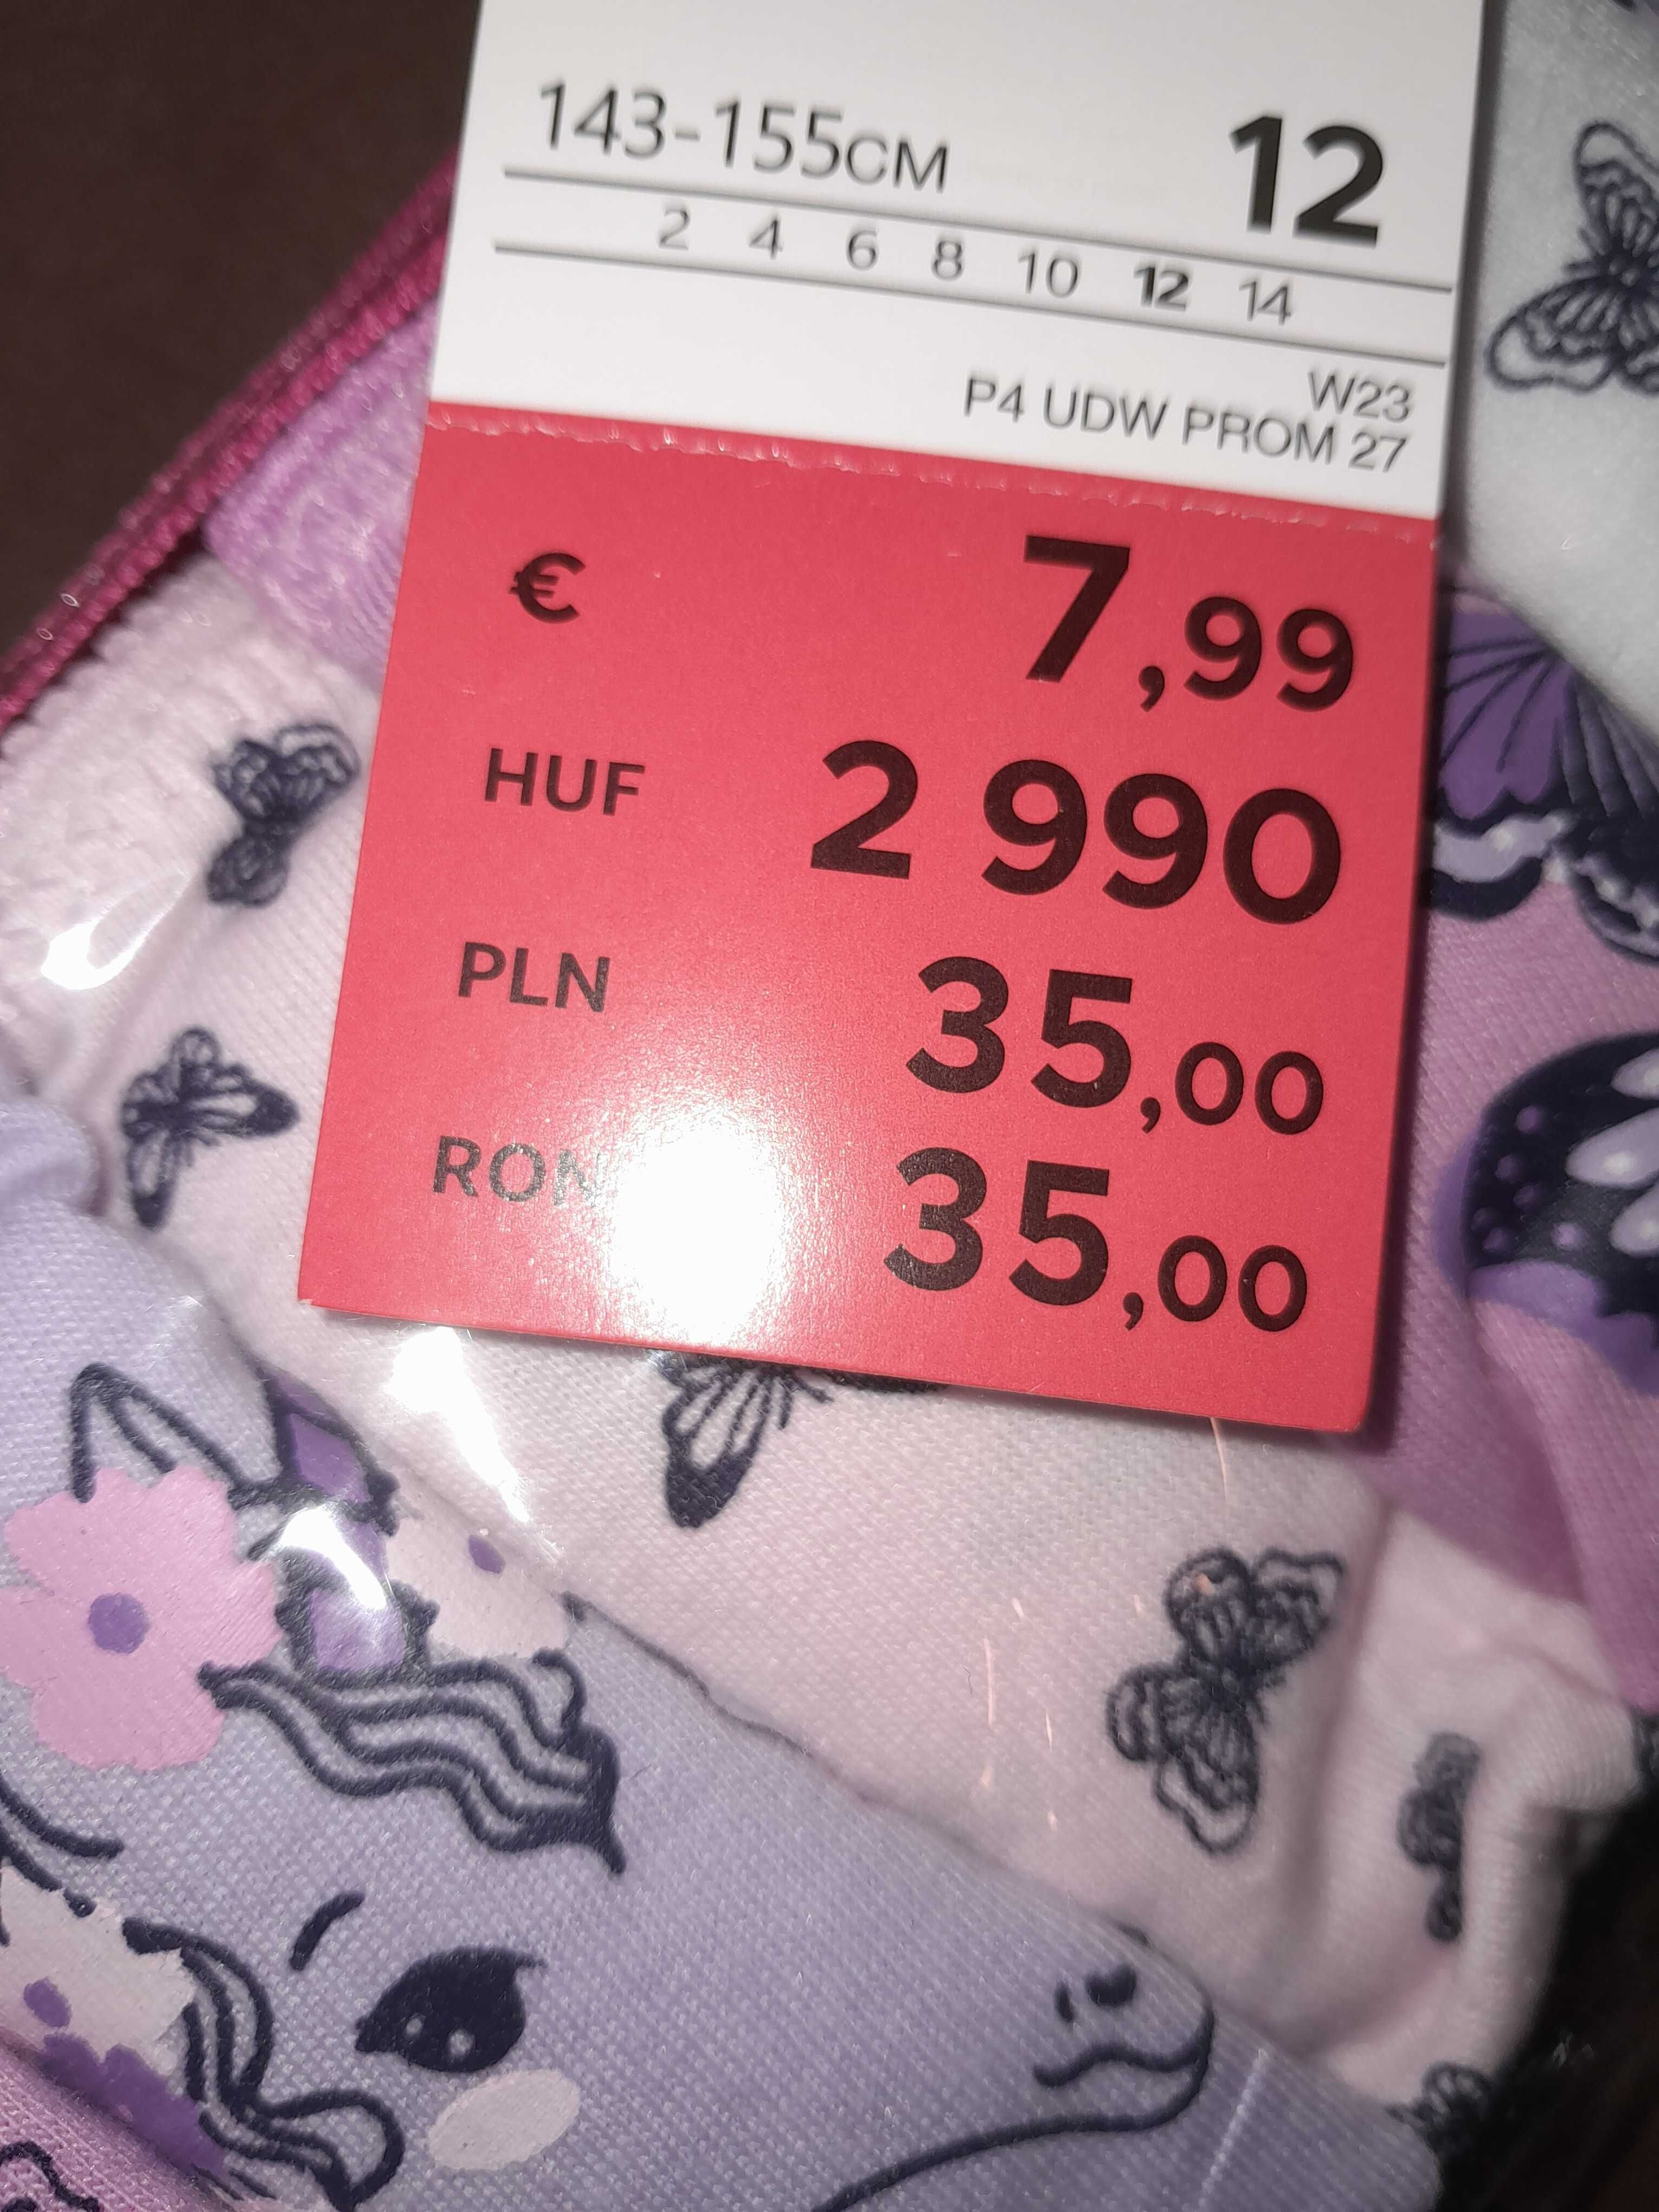 143-155CM 12
2 4 6 8 10 12 14
W23
P4 UDW PROM 27
€ 7,99
HUF 2 990
PLN 35,00
RON 35,00